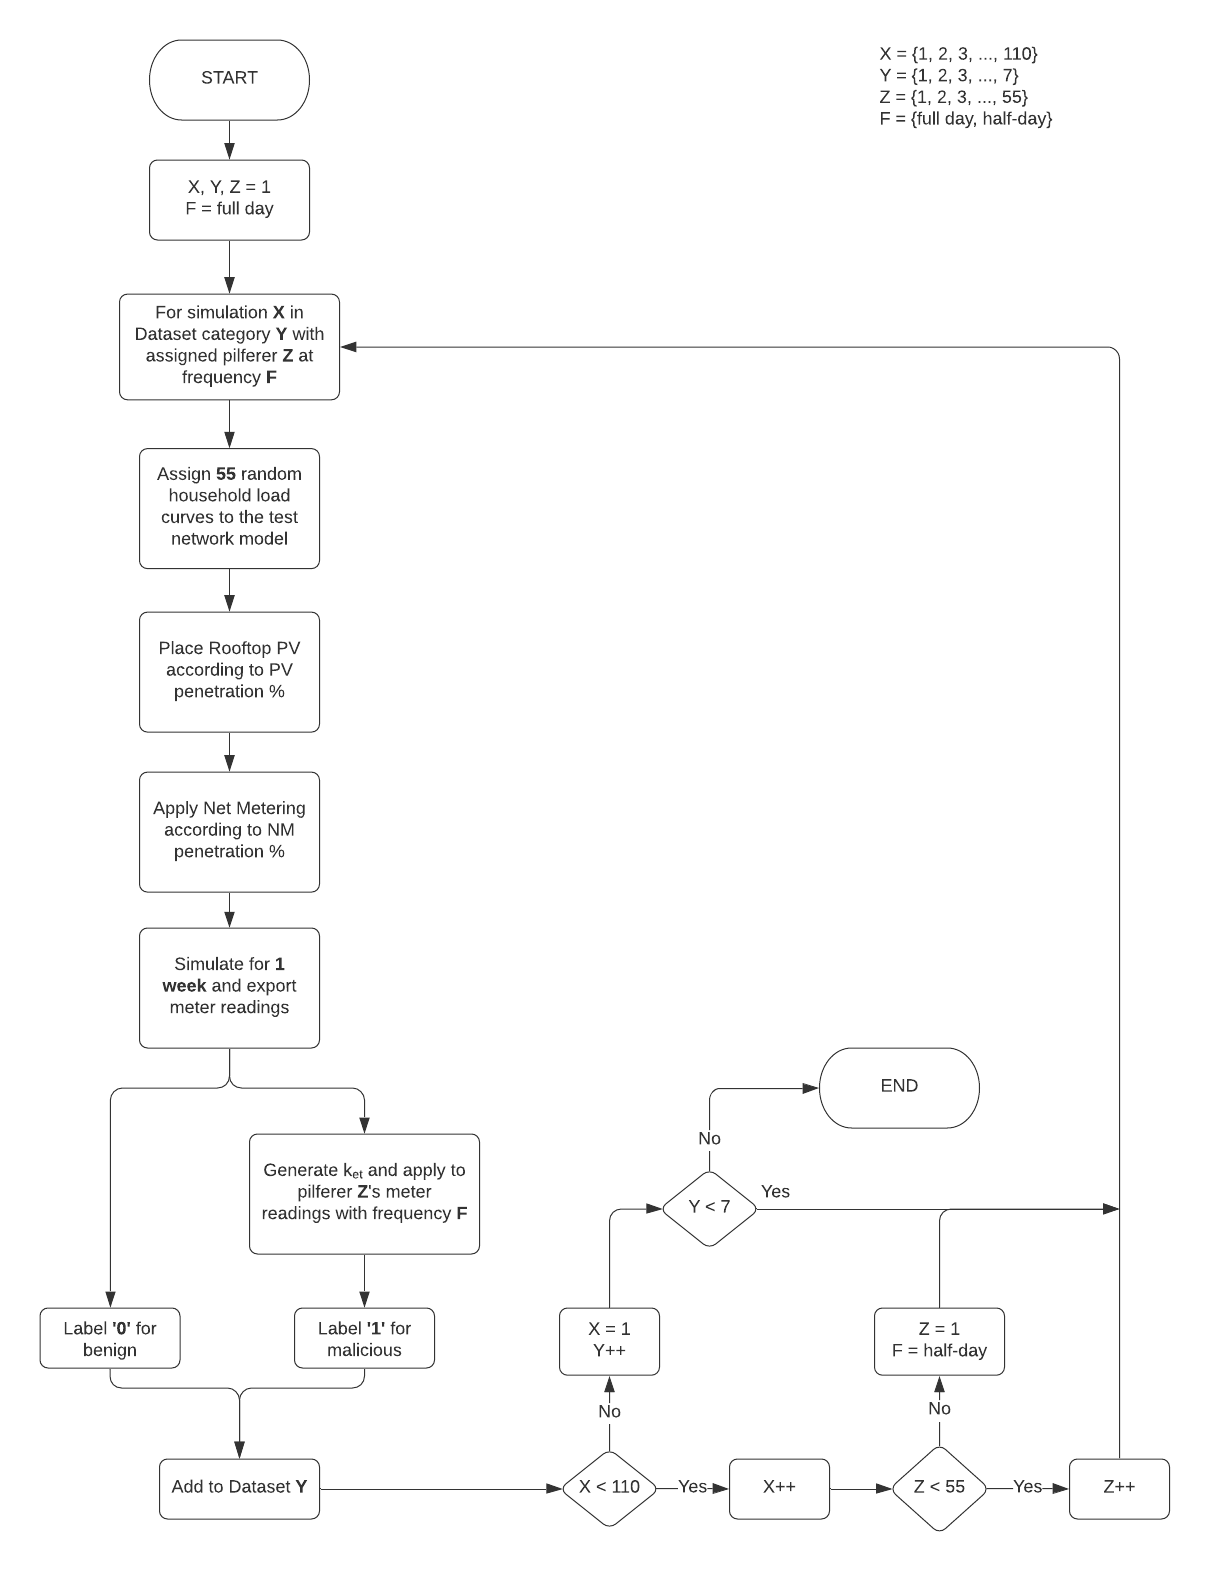 START
X = {1, 2, 3, ..., 110}
Y = {1, 2, 3, ..., 7}
Z = {1, 2, 3, ..., 55}
F = {full day, half-day}
X, Y, Z = 1
F = full day
For simulation X in
Dataset category Y with
assigned pilferer Z at
frequency F
Assign 55 random
household load
curves to the test
network model
Place Rooftop PV
according to PV
penetration %
Apply Net Metering
according to NM
penetration %
Simulate for 1
week and export
meter readings
Generate ket and apply to
pilferer Z's meter
readings with frequency F
Label '0' for
benign
Label '1' for
malicious
Add to Dataset Y
X < 110
No
X = 1
Y++
Y < 7
No
END
Yes
Yes
X++
Z < 55
No
Z = 1
F = half-day
Yes
Z++